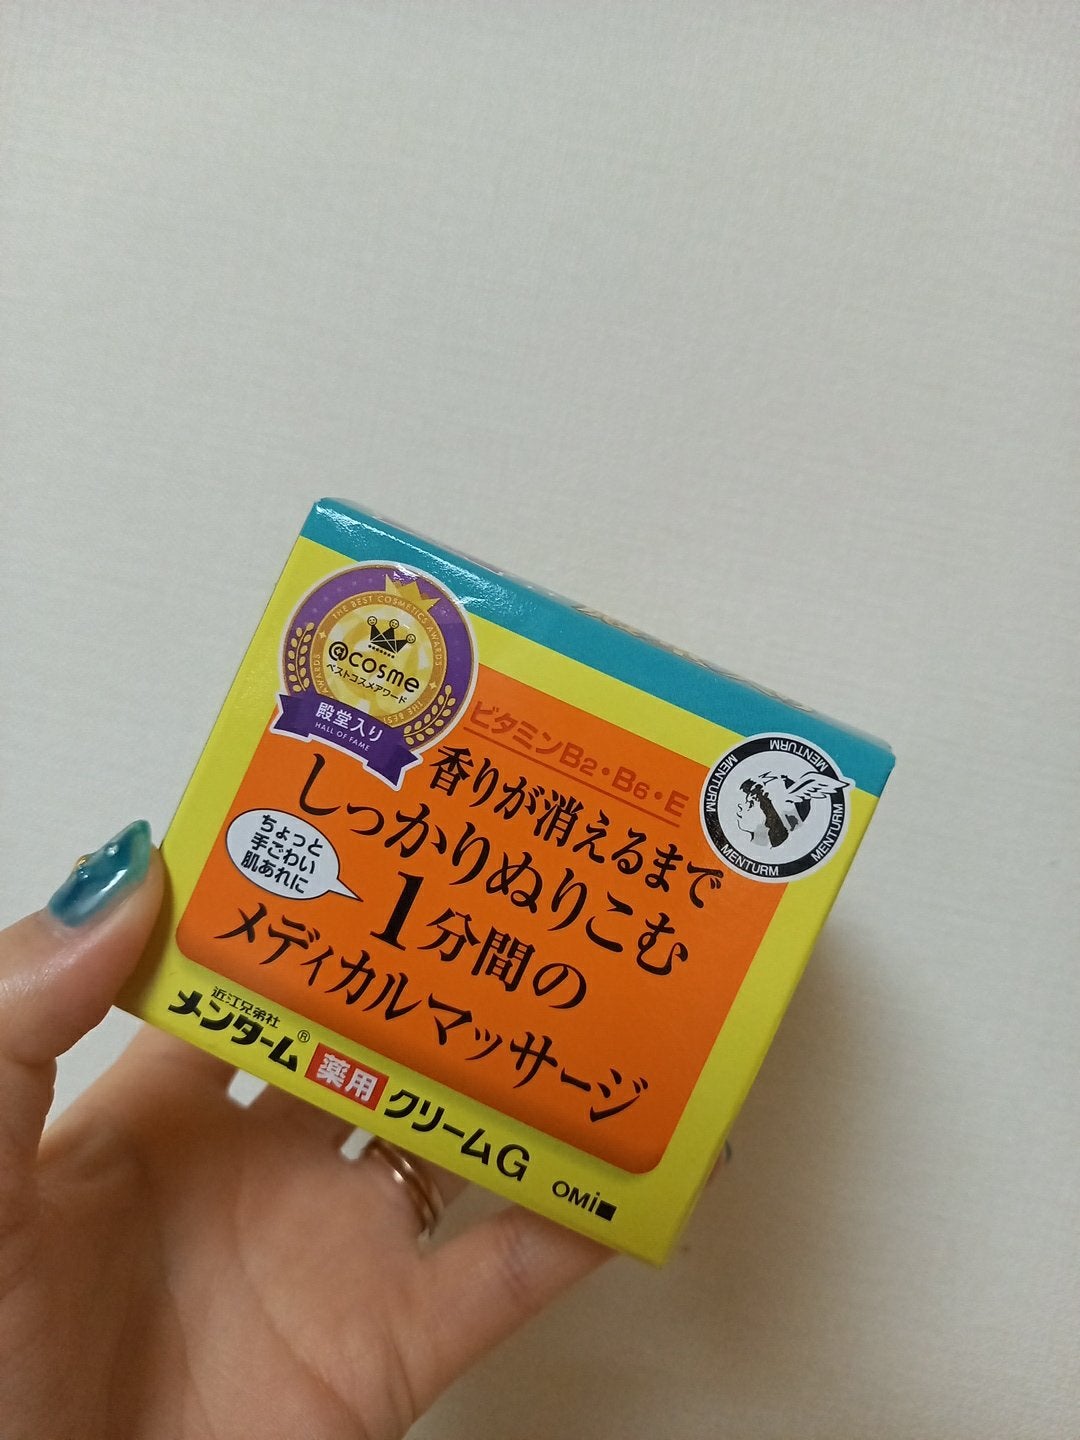 THE BEST COSMETICS AWARDS
@cosme
ベストコスメアワード
殿堂入り
HALL OF FAME
ビタミンB2・B6・E
MENTURM MENTURM MENTURM MENTURM MENTURM
香りが消えるまで
しっかりぬりこむ
1分間の
メディカルマッサージ
ちょっと
手ごわい
肌あれに
近江兄弟社
メンターム®
薬用
クリームG
OMi